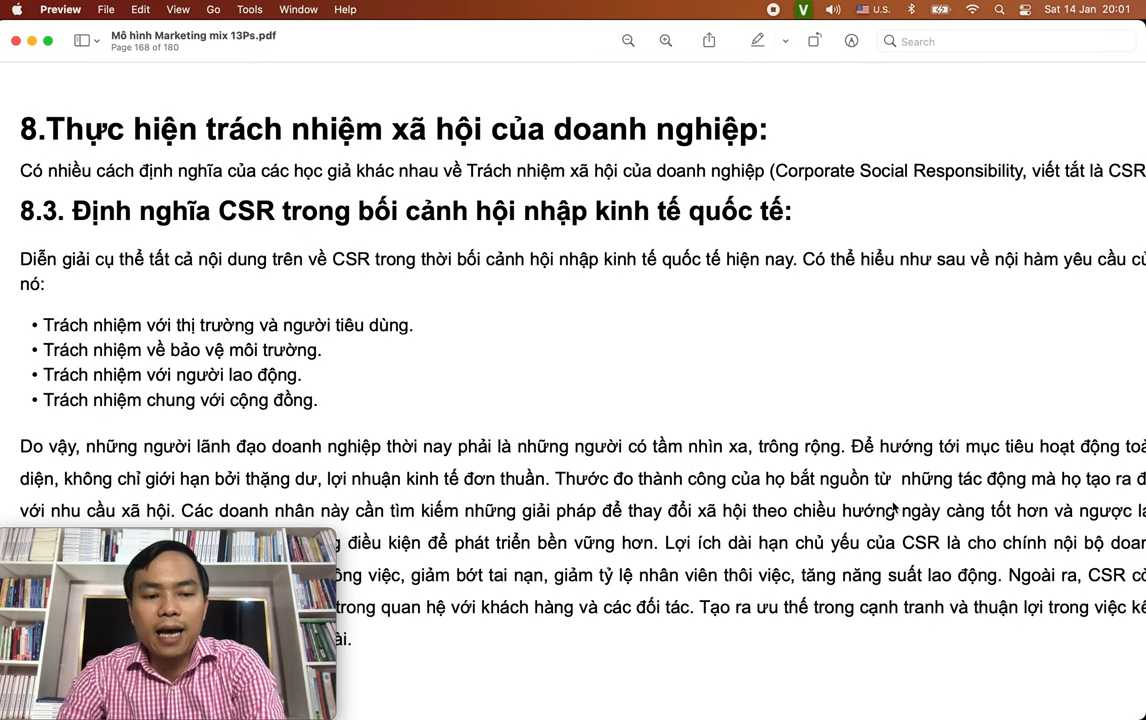 Preview File Edit View Go Tools Window Help V U.S. Sat 14 Jan 20:01
Mô hình Marketing mix 13Ps.pdf
Page 168 of 180
Search
8.Thực hiện trách nhiệm xã hội của doanh nghiệp:
Có nhiều cách định nghĩa của các học giả khác nhau về Trách nhiệm xã hội của doanh nghiệp (Corporate Social Responsibility, viết tắt là CSR
8.3. Định nghĩa CSR trong bối cảnh hội nhập kinh tế quốc tế:
Diễn giải cụ thể tất cả nội dung trên về CSR trong thời bối cảnh hội nhập kinh tế quốc tế hiện nay. Có thể hiểu như sau về nội hàm yêu cầu
nó:
• Trách nhiệm với thị trường và người tiêu dùng.
• Trách nhiệm về bảo vệ môi trường.
• Trách nhiệm với người lao động.
• Trách nhiệm chung với cộng đồng.
Do vậy, những người lãnh đạo doanh nghiệp thời nay phải là những người có tầm nhìn xa, trông rộng. Để hướng tới mục tiêu hoạt động
diện, không chỉ giới hạn bởi thặng dư, lợi nhuận kinh tế đơn thuần. Thước đo thành công của họ bắt nguồn từ những tác động mà họ tạo ra
với nhu cầu xã hội. Các doanh nhân này cần tìm kiếm những giải pháp để thay đổi xã hội theo chiều hướng ngày càng tốt hơn và ngược
điều kiện để phát triển bền vững hơn. Lợi ích dài hạn chủ yếu của CSR là cho chính nội bộ
việc, giảm bớt tai nạn, giảm tỷ lệ nhân viên thôi việc, tăng năng suất lao động. Ngoài ra, CSR
trong quan hệ với khách hàng và các đối tác. Tạo ra ưu thế trong cạnh tranh và thuận lợi trong việc